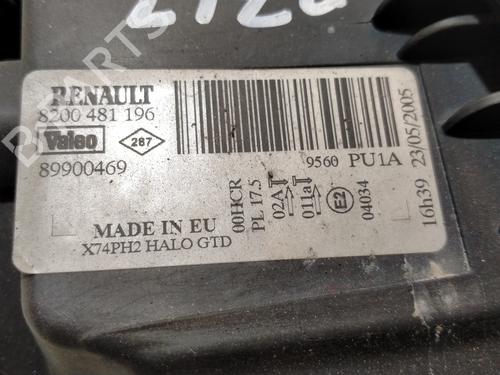 RENAULT
8200 481 196
Valeo
287
89900469
9560 PU1A
MADE IN EU
X74PH2 HALO GTD
00HCR
PL 17.5
02A
011a
E2
04034
16h39 23/05/2005